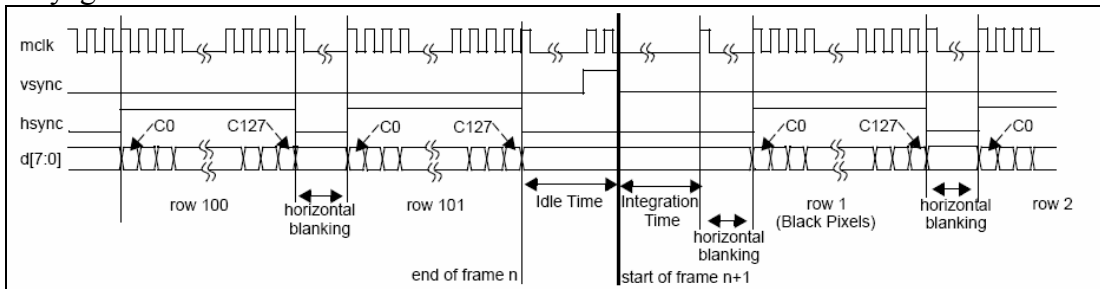 mclk
vsync
hsync
C0 C127 C0 C127 C0 C127 C0
d[7:0]
row 100 horizontal blanking row 101 Idle Time Integration Time row 1 (Black Pixels) horizontal blanking row 2
horizontal blanking
end of frame n start of frame n+1